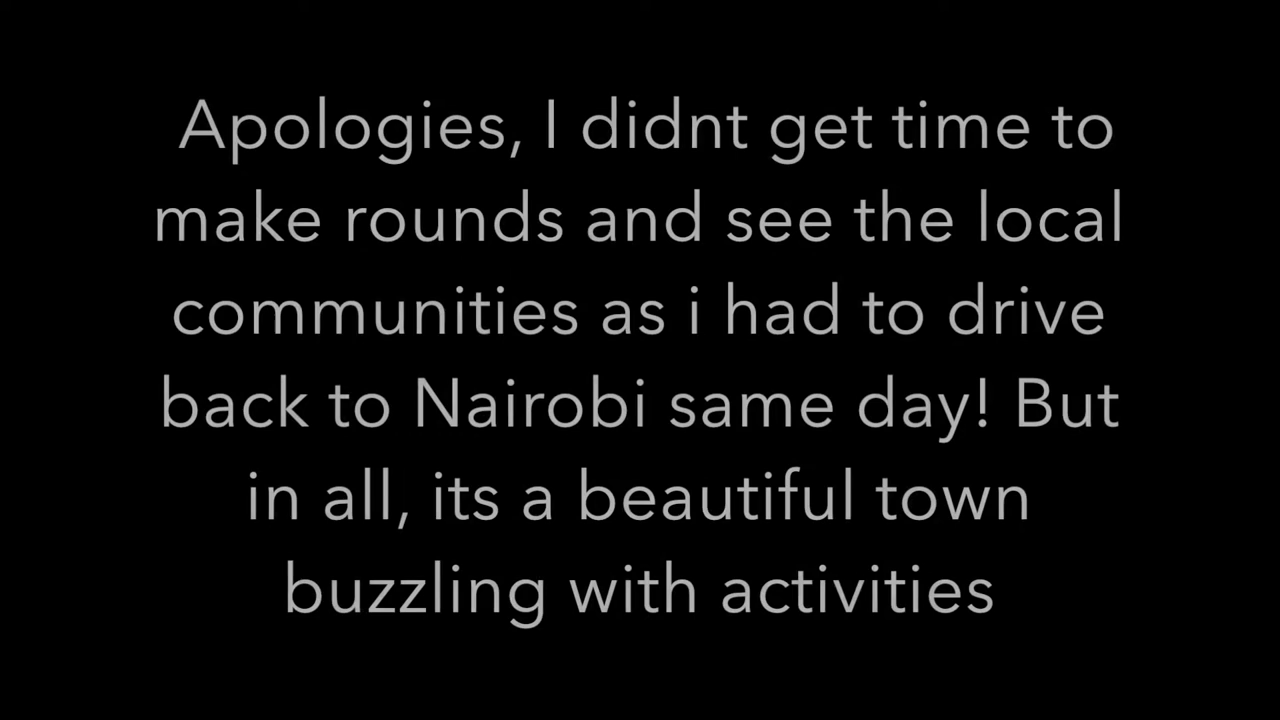 Apologies, I didnt get time to
make rounds and see the local
communities as i had to drive
back to Nairobi same day! But
in all, its a beautiful town
buzzling with activities